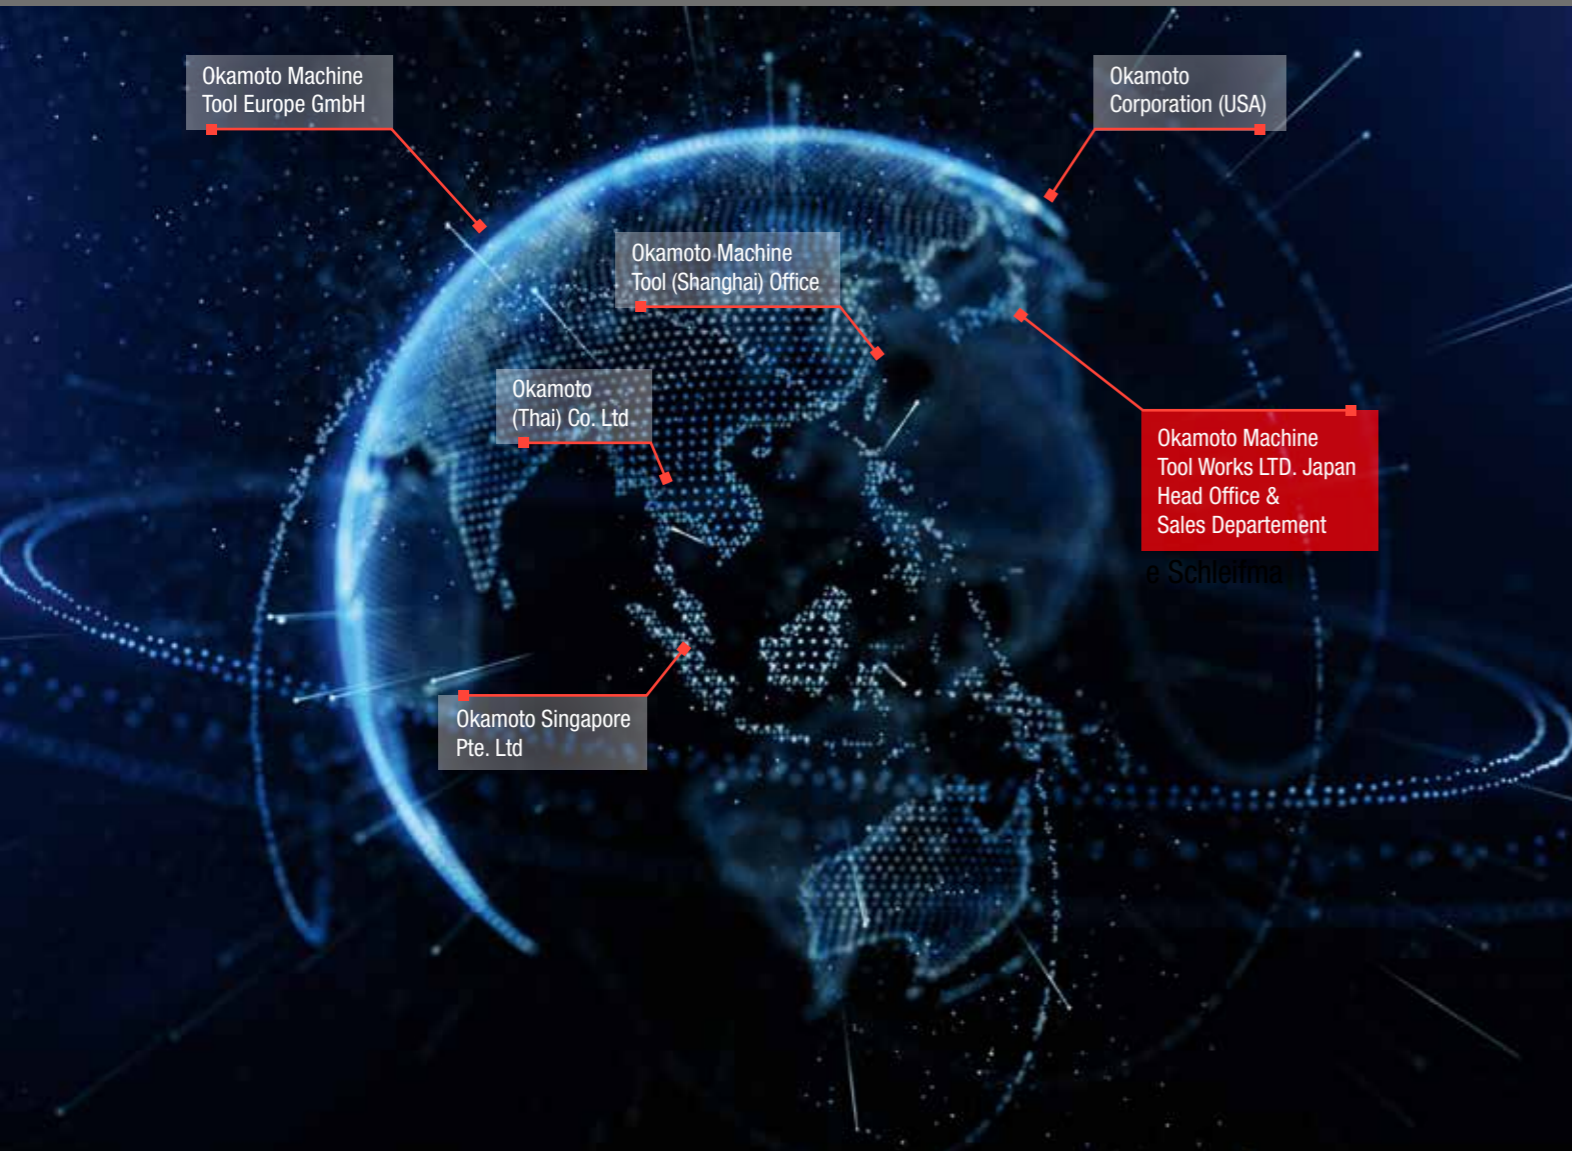 Okamoto Machine
Tool Europe GmbH
Okamoto
Corporation (USA)
Okamoto Machine
Tool (Shanghai) Office
Okamoto
(Thai) Co. Ltd
Okamoto Machine
Tool Works LTD. Japan
Head Office &
Sales Departement
e Schleifma
Okamoto Singapore
Pte. Ltd